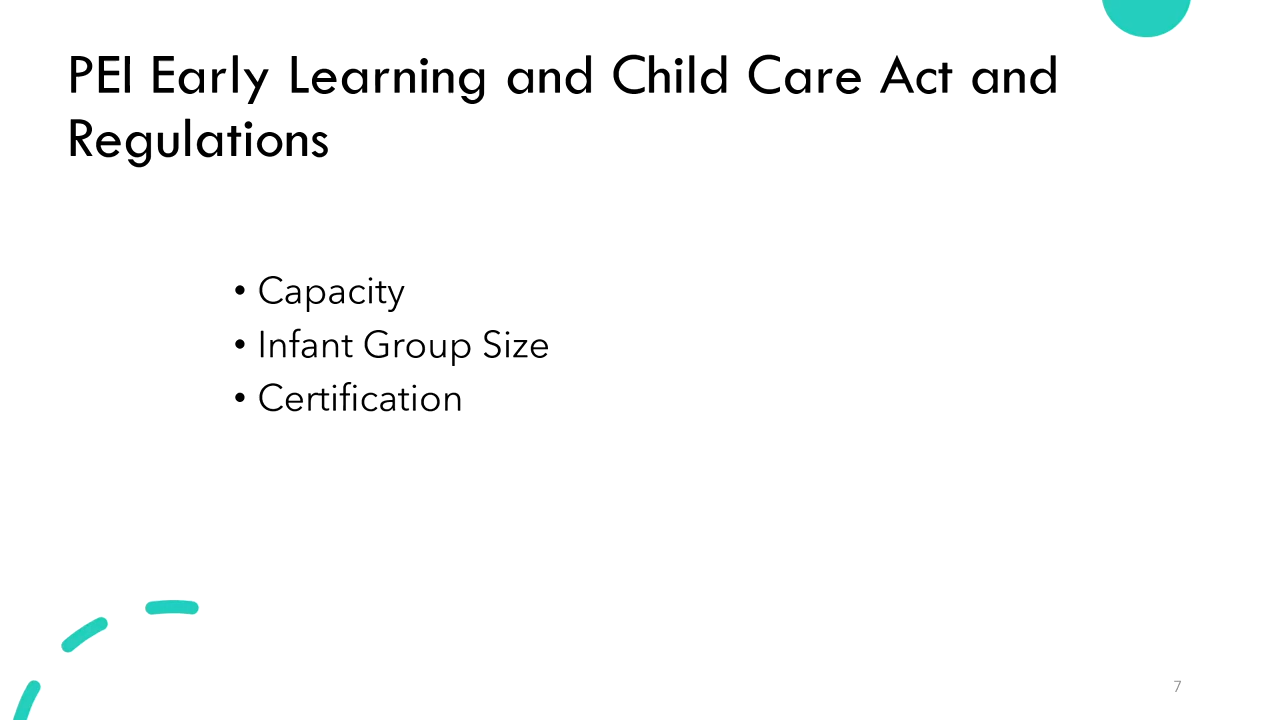 PEI Early Learning and Child Care Act and
Regulations
• Capacity
• Infant Group Size
• Certification
7